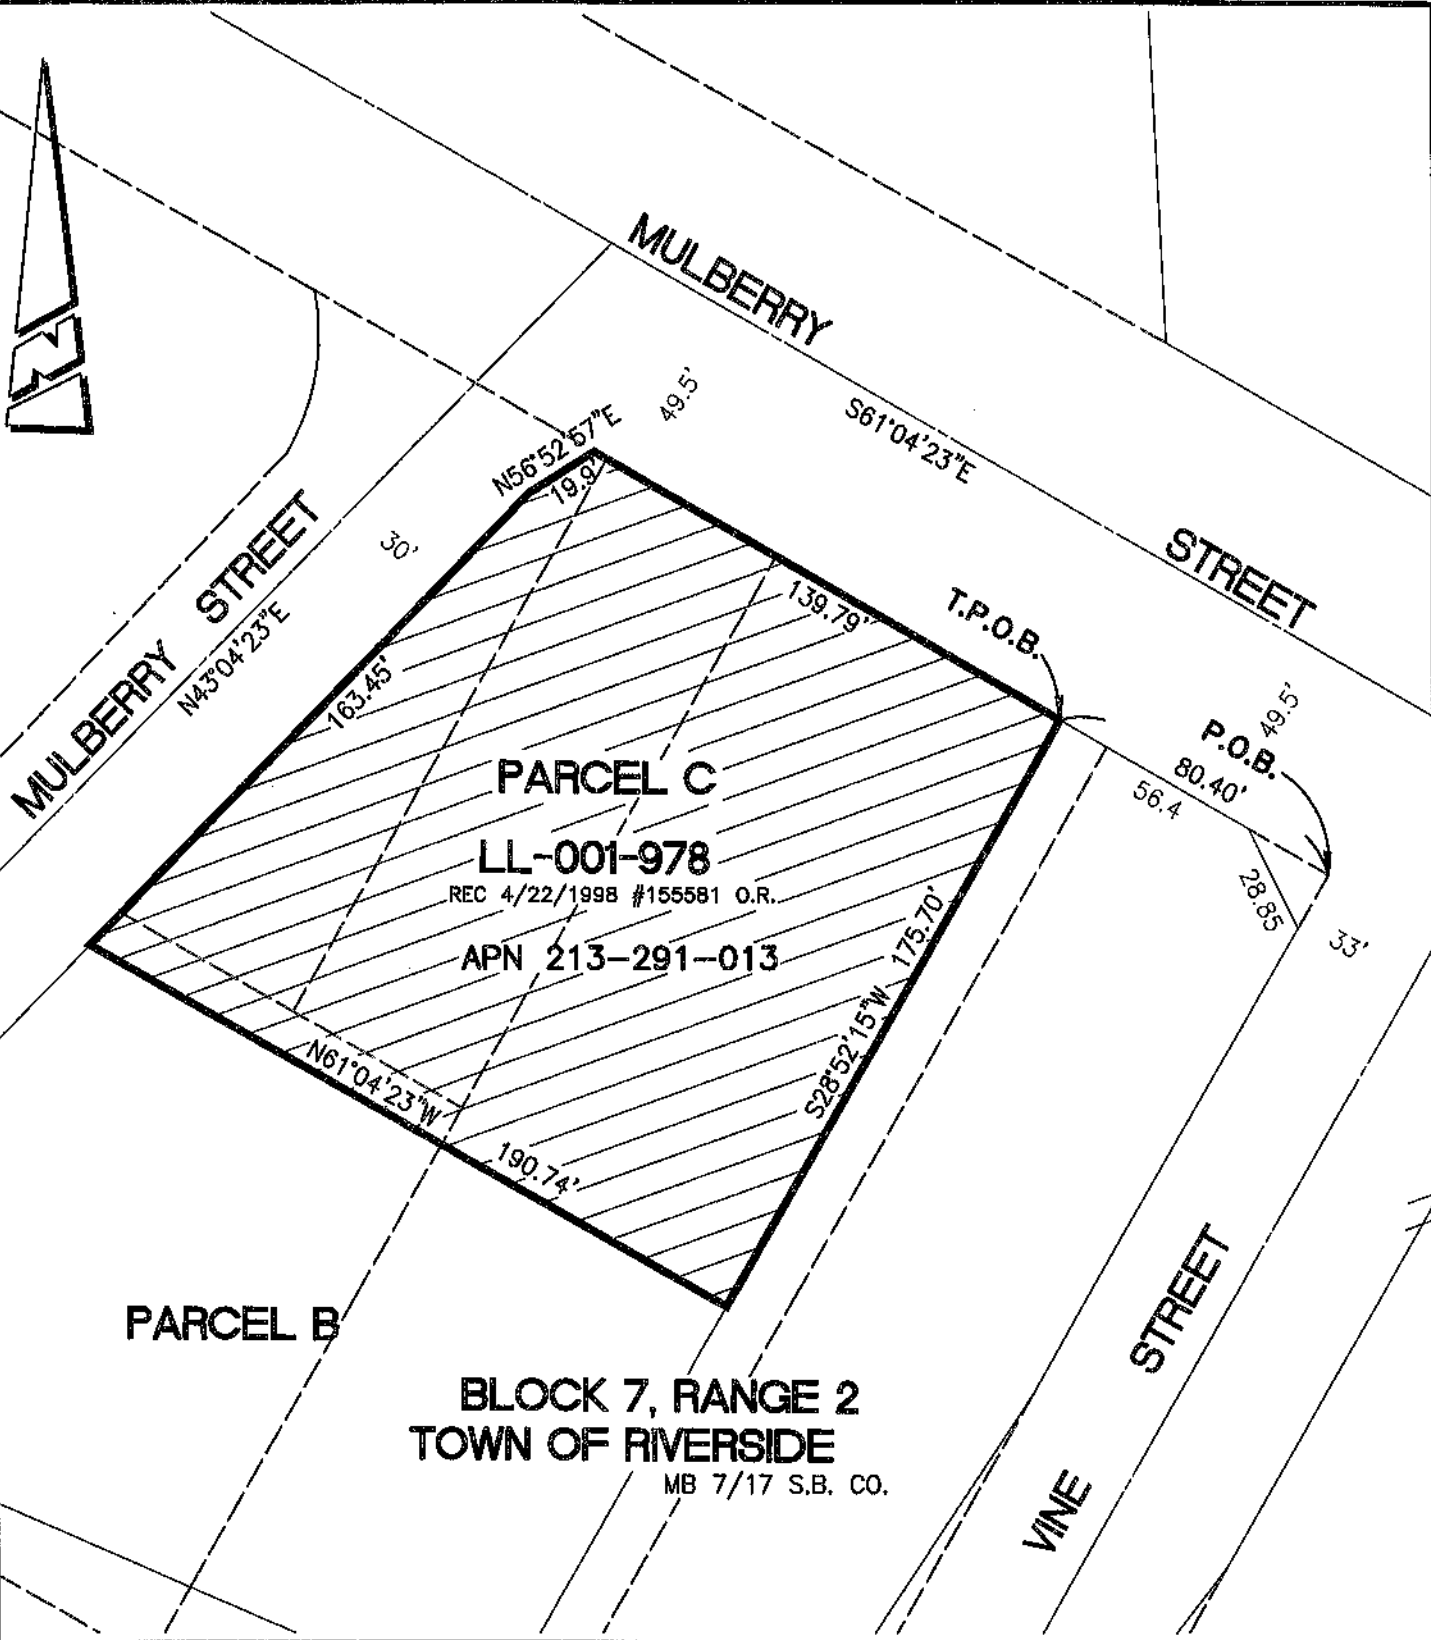 N
MULBERRY STREET
S61°04'23"E
49.5'
N56°52'57"E
19.9'
30'
MULBERRY STREET
N43°04'23"E
163.45'
139.79'
T.P.O.B.
P.O.B.
49.5'
80.40'
56.4
28.85
33'
PARCEL C
LL-001-978
REC 4/22/1998 #155581 O.R.
APN 213-291-013
175.70'
S28°52'15"W
N61°04'23"W
190.74'
PARCEL B
BLOCK 7, RANGE 2
TOWN OF RIVERSIDE
MB 7/17 S.B. CO.
VINE STREET